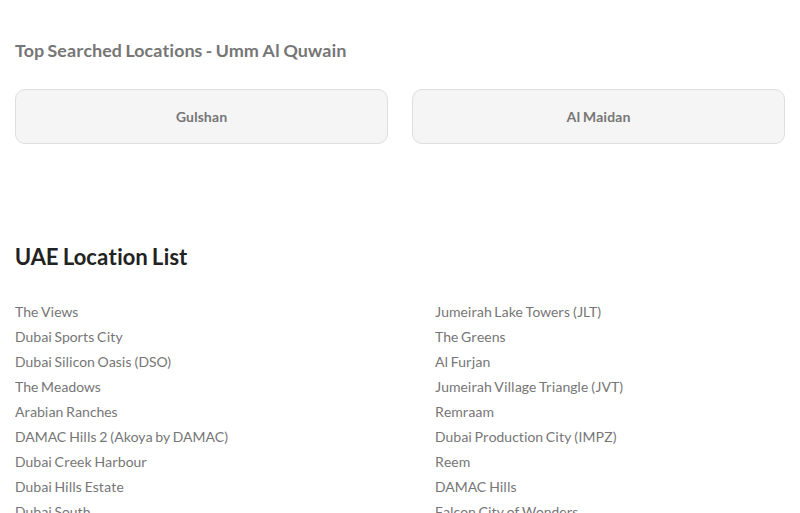 Top Searched Locations - Umm Al Quwain
Gulshan
Al Maidan
UAE Location List
The Views
Dubai Sports City
Dubai Silicon Oasis (DSO)
The Meadows
Arabian Ranches
DAMAC Hills 2 (Akoya by DAMAC)
Dubai Creek Harbour
Dubai Hills Estate
Dubai South
Jumeirah Lake Towers (JLT)
The Greens
Al Furjan
Jumeirah Village Triangle (JVT)
Remraam
Dubai Production City (IMPZ)
Reem
DAMAC Hills
Falcon City of Wonders